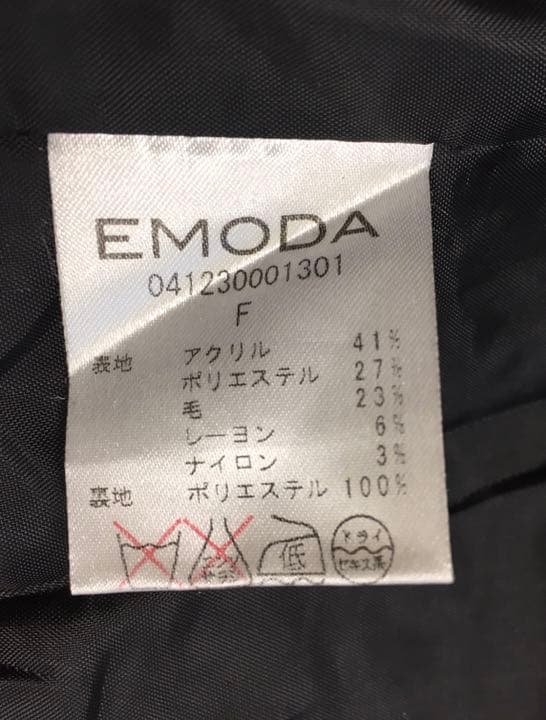 EMODA
041230001301
F
表地 アクリル 41%
ポリエステル 27%
毛 23%
レーヨン 6%
ナイロン 3%
裏地 ポリエステル 100%
低
ドライ
セキユ系